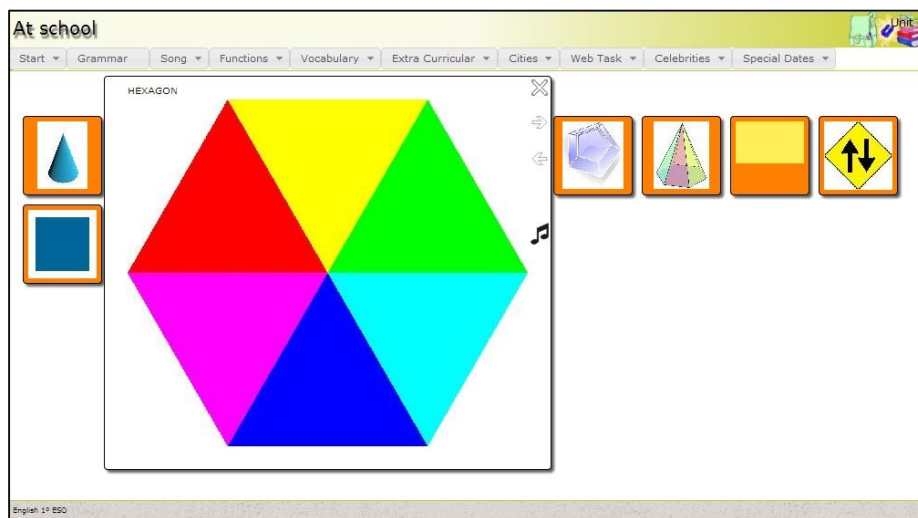 At school
Unit
Start Grammar Song Functions Vocabulary Extra Curricular Cities Web Task Celebrities Special Dates
HEXAGON
English 1º ESO